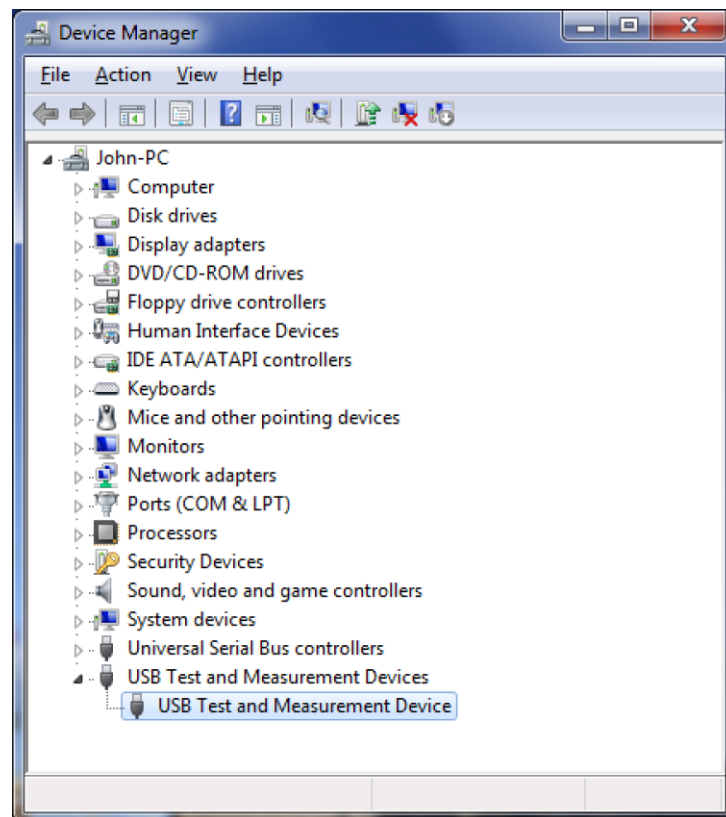 Device Manager
File Action View Help
John-PC
Computer
Disk drives
Display adapters
DVD/CD-ROM drives
Floppy drive controllers
Human Interface Devices
IDE ATA/ATAPI controllers
Keyboards
Mice and other pointing devices
Monitors
Network adapters
Ports (COM & LPT)
Processors
Security Devices
Sound, video and game controllers
System devices
Universal Serial Bus controllers
USB Test and Measurement Devices
USB Test and Measurement Device